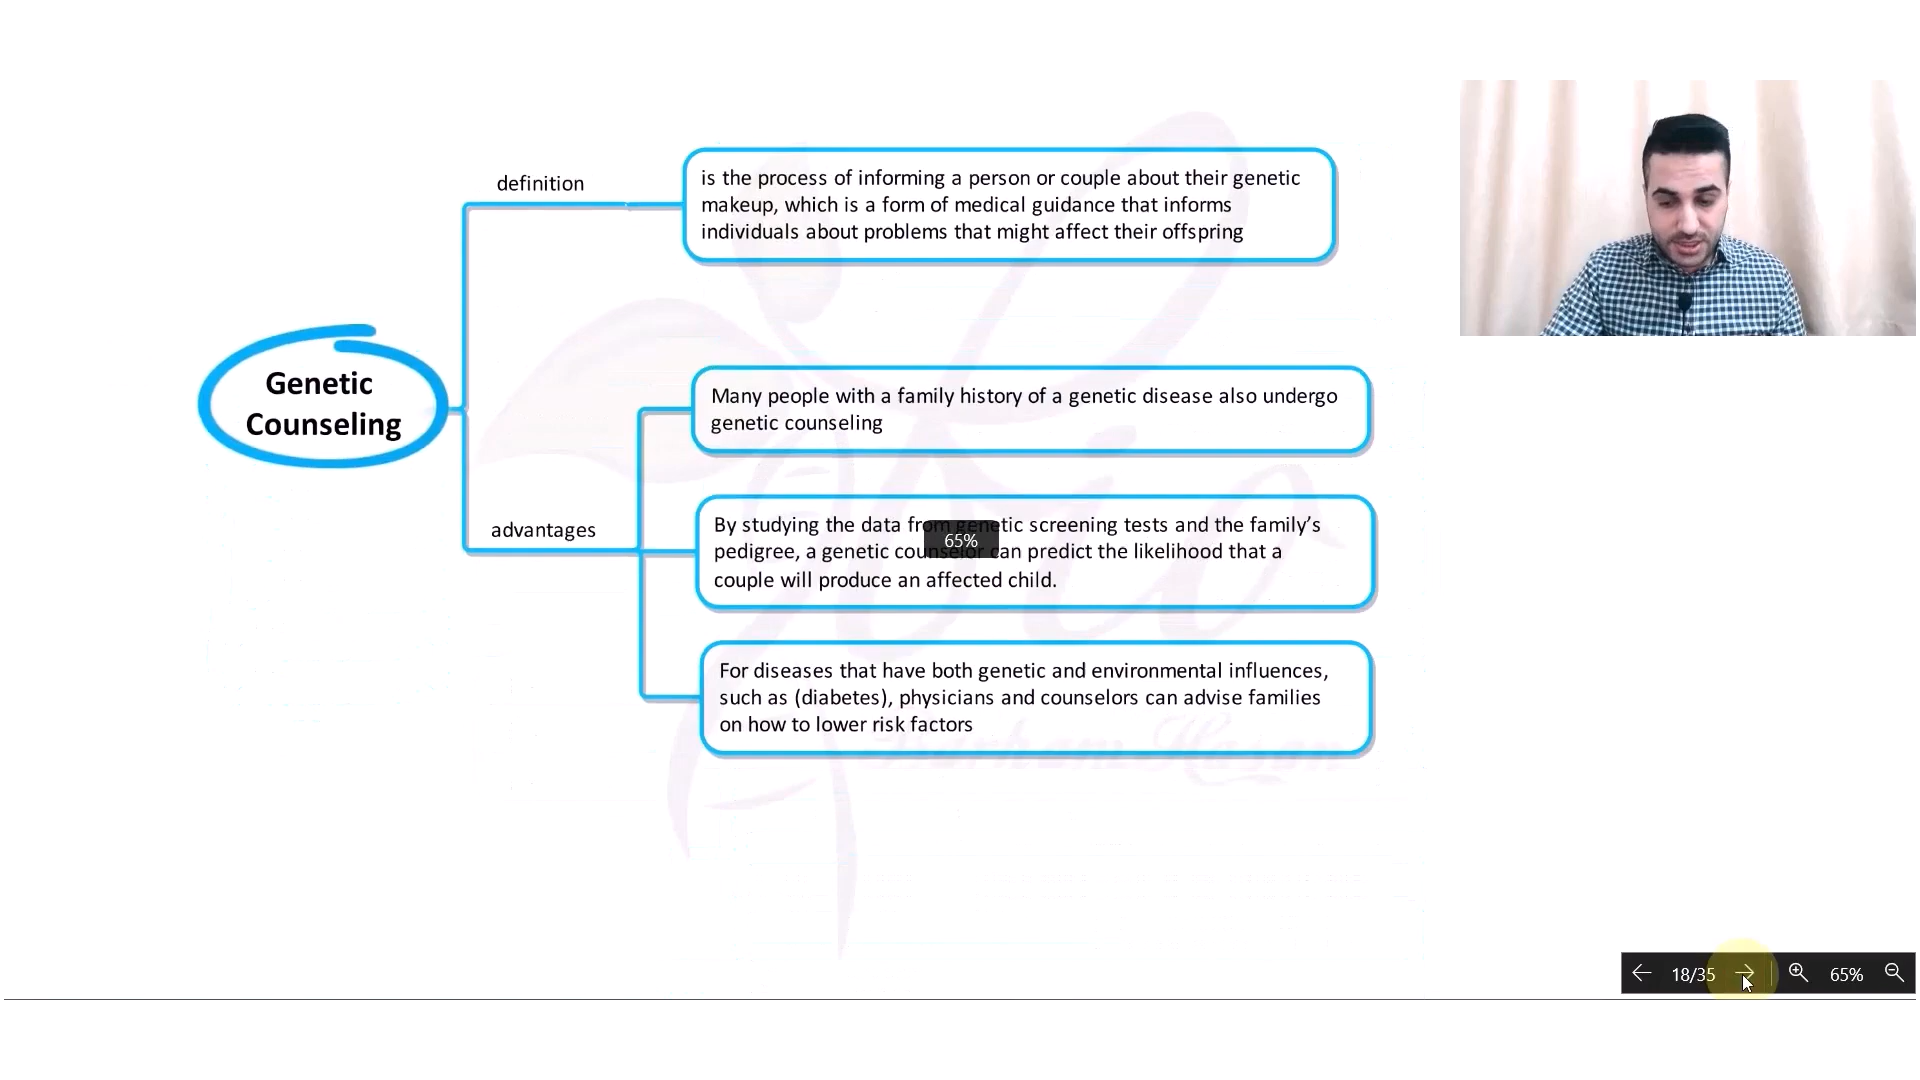 definition
is the process of informing a person or couple about their genetic
makeup, which is a form of medical guidance that informs
individuals about problems that might affect their offspring
Genetic
Counseling
Many people with a family history of a genetic disease also undergo
genetic counseling
advantages
By studying the data from genetic screening tests and the family's
pedigree, a genetic counselor can predict the likelihood that a
couple will produce an affected child.
65%
For diseases that have both genetic and environmental influences,
such as (diabetes), physicians and counselors can advise families
on how to lower risk factors
bio
18/35
65%